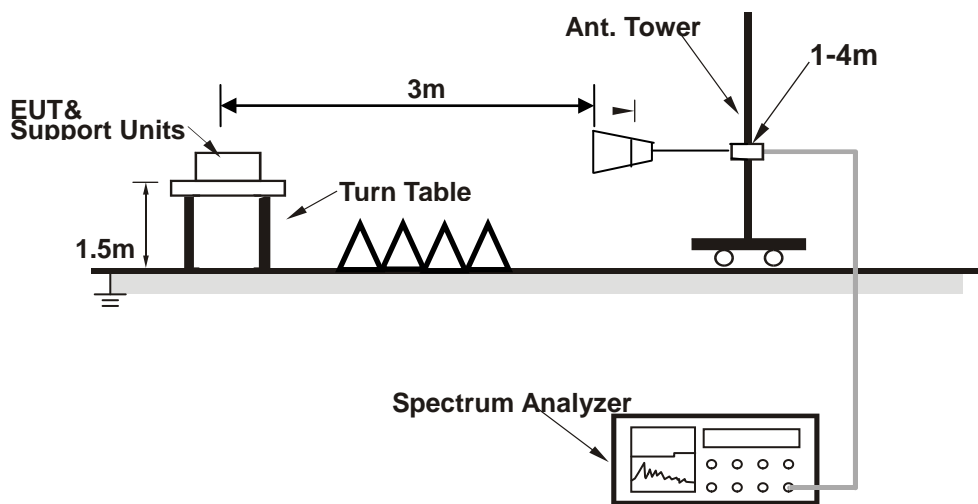 Ant. Tower
1-4m
3m
EUT&
Support Units
Turn Table
1.5m
Spectrum Analyzer